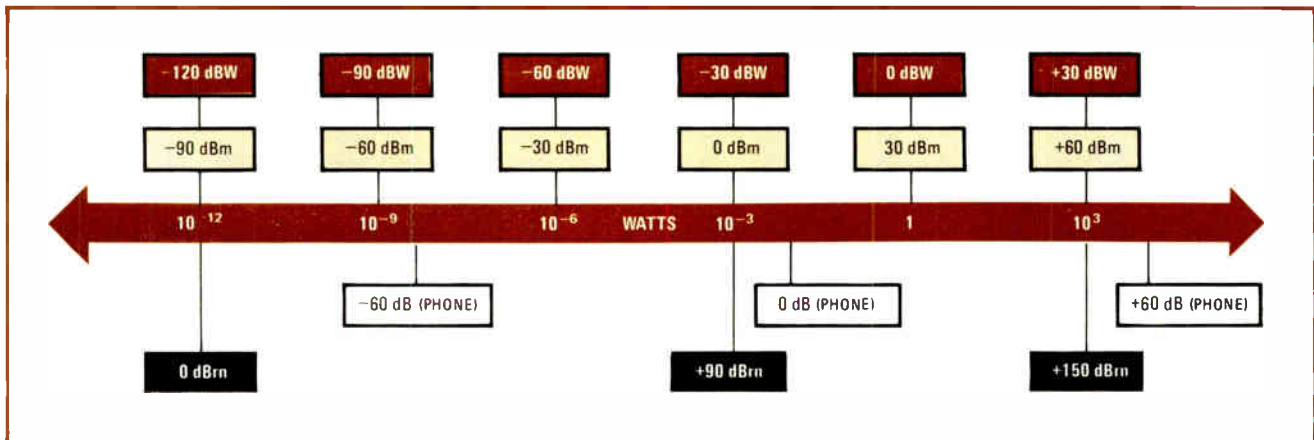 −120 dBW −90 dBW −60 dBW −30 dBW 0 dBW +30 dBW
−90 dBm −60 dBm −30 dBm 0 dBm 30 dBm +60 dBm
10⁻¹² 10⁻⁹ 10⁻⁶ WATTS 10⁻³ 1 10³
−60 dB (PHONE) 0 dB (PHONE) +60 dB (PHONE)
0 dBrn +90 dBrn +150 dBrn